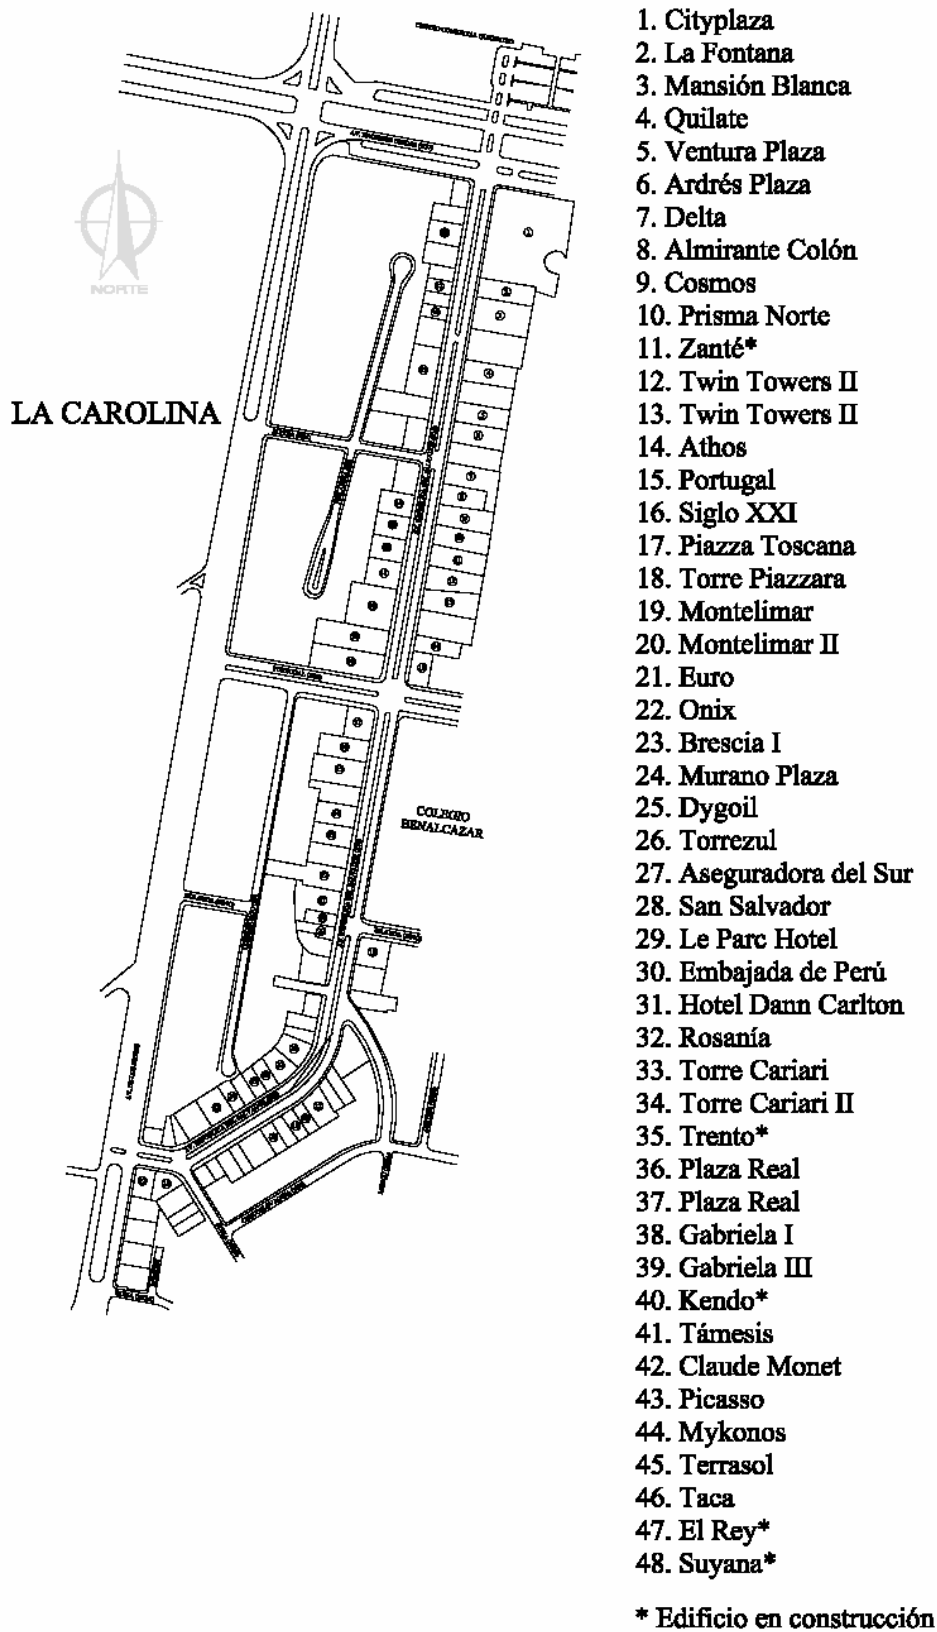 1. Cityplaza
2. La Fontana
3. Mansión Blanca
4. Quilate
5. Ventura Plaza
6. Ardrés Plaza
7. Delta
8. Almirante Colón
9. Cosmos
10. Prisma Norte
11. Zanté*
12. Twin Towers II
13. Twin Towers II
14. Athos
15. Portugal
16. Siglo XXI
17. Piazza Toscana
18. Torre Piazzara
19. Montelimar
20. Montelimar II
21. Euro
22. Onix
23. Brescia I
24. Murano Plaza
25. Dygoil
26. Torrezul
27. Aseguradora del Sur
28. San Salvador
29. Le Parc Hotel
30. Embajada de Perú
31. Hotel Dann Carlton
32. Rosanía
33. Torre Cariari
34. Torre Cariari II
35. Trento*
36. Plaza Real
37. Plaza Real
38. Gabriela I
39. Gabriela III
40. Kendo*
41. Támesis
42. Claude Monet
43. Picasso
44. Mykonos
45. Terrasol
46. Taca
47. El Rey*
48. Suyana*
* Edificio en construcción
NORTE
LA CAROLINA
COLEGIO
BENALCAZAR